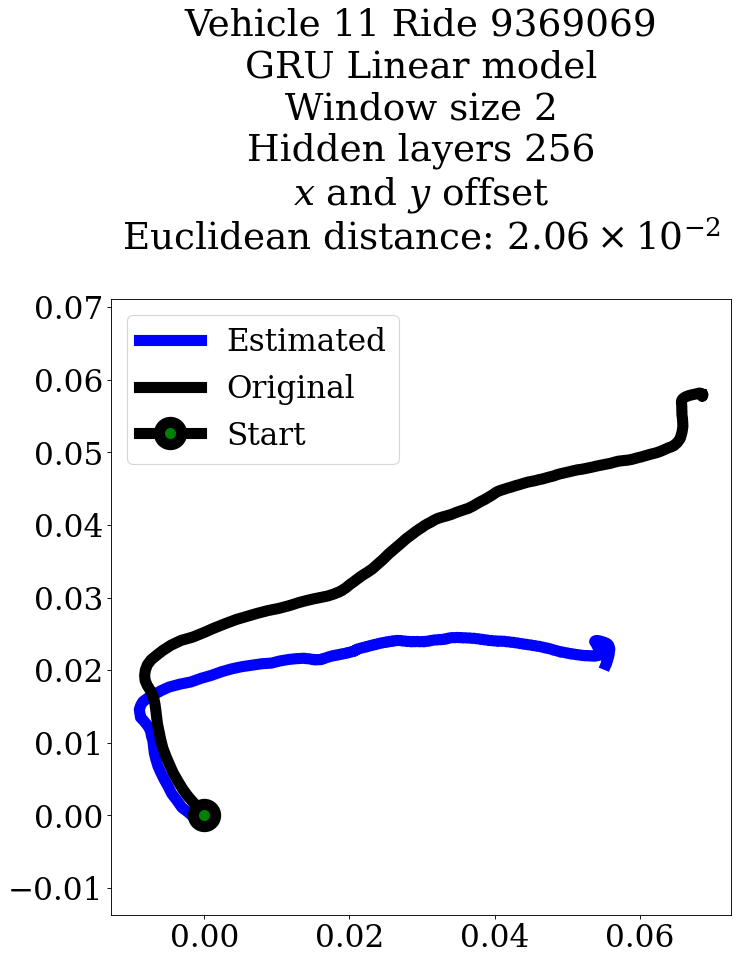 Vehicle 11 Ride 9369069
GRU Linear model
Window size 2
Hidden layers 256
x and y offset
Euclidean distance: 2.06 × 10⁻²
0.07
0.06
0.05
0.04
0.03
0.02
0.01
0.00
−0.01
Estimated
Original
Start
0.00 0.02 0.04 0.06